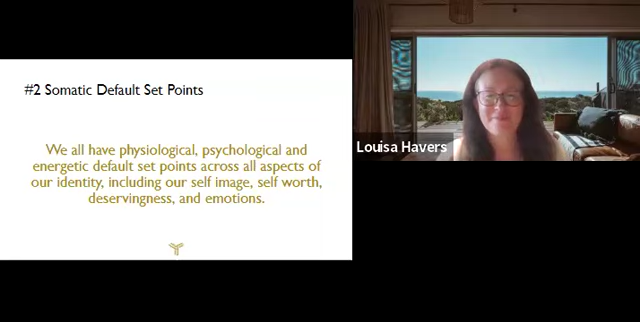 #2 Somatic Default Set Points
We all have physiological, psychological and
energetic default set points across all aspects of
our identity, including our self image, self worth,
deservingness, and emotions.
Louisa Havers